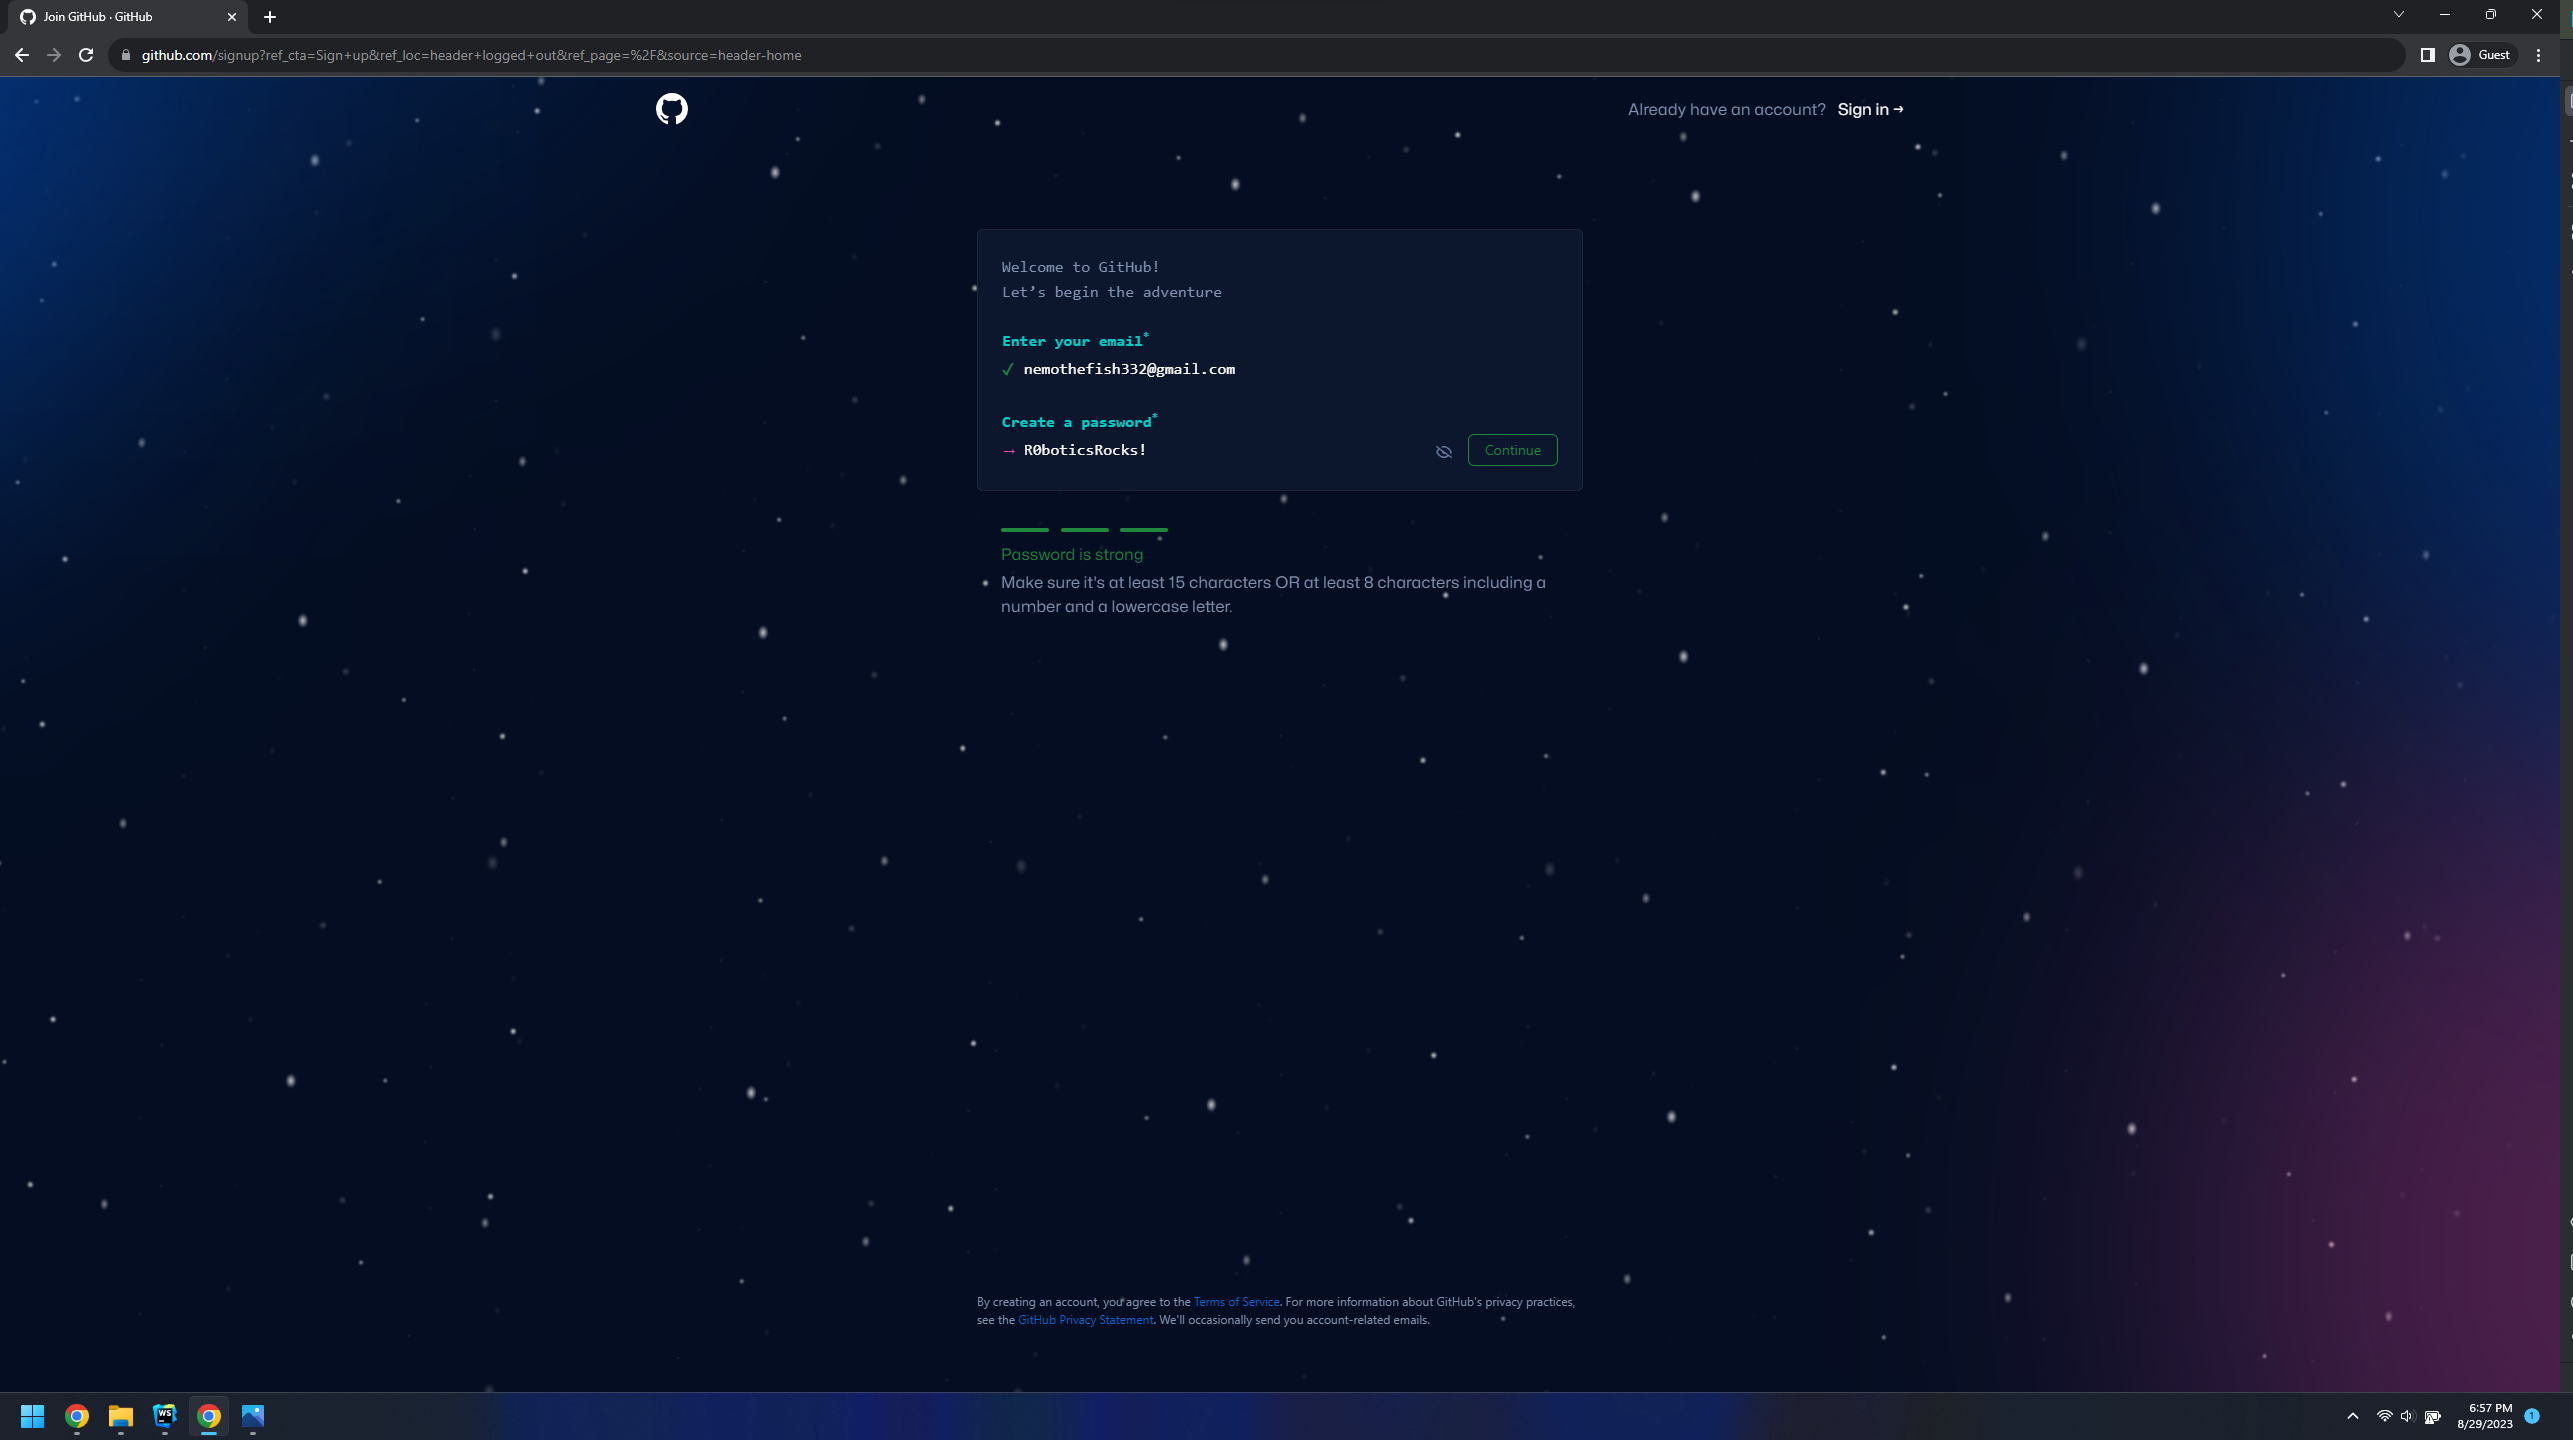 Join GitHub · GitHub
github.com/signup?ref_cta=Sign+up&ref_loc=header+logged+out&ref_page=%2F&source=header-home
Guest
Already have an account? Sign in →
Welcome to GitHub!
Let’s begin the adventure
Enter your email*
✓ nemothefish332@gmail.com
Create a password*
→ R0boticsRocks!
Continue
Password is strong
Make sure it's at least 15 characters OR at least 8 characters including a
number and a lowercase letter.
By creating an account, you agree to the Terms of Service. For more information about GitHub's privacy practices,
see the GitHub Privacy Statement. We'll occasionally send you account-related emails.
WS
6:57 PM
8/29/2023
1